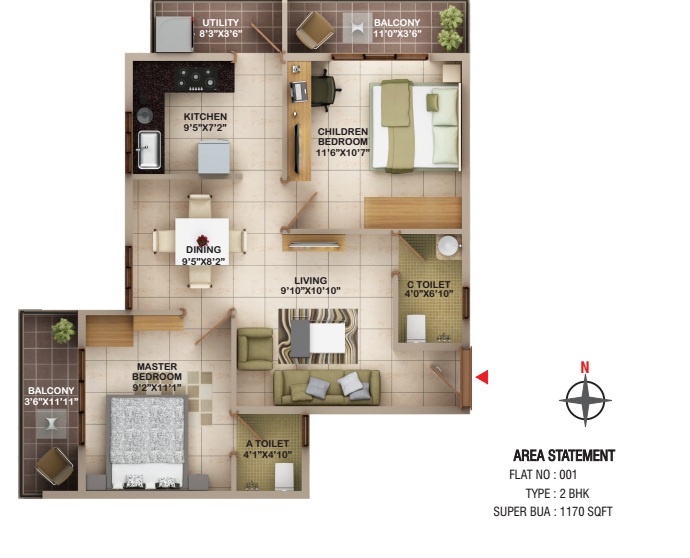 UTILITY
8'3"X3'6"
BALCONY
11'0"X3'6"
KITCHEN
9'5"X7'2"
CHILDREN
BEDROOM
11'6"X10'7"
DINING
9'5"X8'2"
LIVING
9'10"X10'10"
C TOILET
4'0"X6'10"
MASTER
BEDROOM
9'2"X11'1"
BALCONY
3'6"X11'11"
A TOILET
4'1"X4'10"
N
AREA STATEMENT
FLAT NO : 001
TYPE : 2 BHK
SUPER BUA : 1170 SQFT